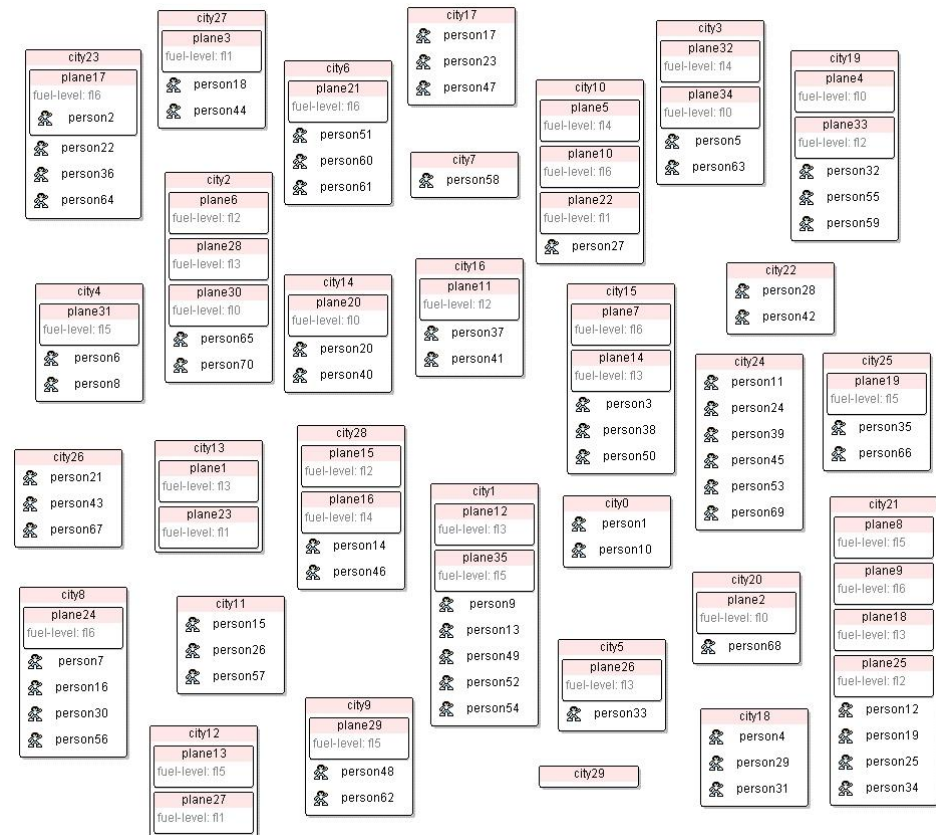 city23
plane17
fuel-level: fl6
person2
person22
person36
person64
city27
plane3
fuel-level: fl1
person18
person44
city6
plane21
fuel-level: fl6
person51
person60
person61
city17
person17
person23
person47
city7
person58
city10
plane5
fuel-level: fl4
plane10
fuel-level: fl6
plane22
fuel-level: fl1
person27
city3
plane32
fuel-level: fl4
plane34
fuel-level: fl0
person5
person63
city19
plane4
fuel-level: fl0
plane33
fuel-level: fl2
person32
person55
person59
city4
plane31
fuel-level: fl5
person6
person8
city2
plane6
fuel-level: fl2
plane28
fuel-level: fl3
plane30
fuel-level: fl0
person65
person70
city14
plane20
fuel-level: fl0
person20
person40
city16
plane11
fuel-level: fl2
person37
person41
city15
plane7
fuel-level: fl6
plane14
fuel-level: fl3
person3
person38
person50
city22
person28
person42
city24
person11
person24
person39
person45
person53
person69
city25
plane19
fuel-level: fl5
person35
person66
city26
person21
person43
person67
city13
plane1
fuel-level: fl3
plane23
fuel-level: fl1
city28
plane15
fuel-level: fl2
plane16
fuel-level: fl4
person14
person46
city1
plane12
fuel-level: fl3
plane35
fuel-level: fl5
person9
person13
person49
person52
person54
city0
person1
person10
city21
plane8
fuel-level: fl5
plane9
fuel-level: fl6
plane18
fuel-level: fl3
plane25
fuel-level: fl2
person12
person19
person25
person34
city8
plane24
fuel-level: fl6
person7
person16
person30
person56
city11
person15
person26
person57
city20
plane2
fuel-level: fl0
person68
city5
plane26
fuel-level: fl3
person33
city12
plane13
fuel-level: fl5
plane27
fuel-level: fl1
city9
plane29
fuel-level: fl5
person48
person62
city18
person4
person29
person31
city29